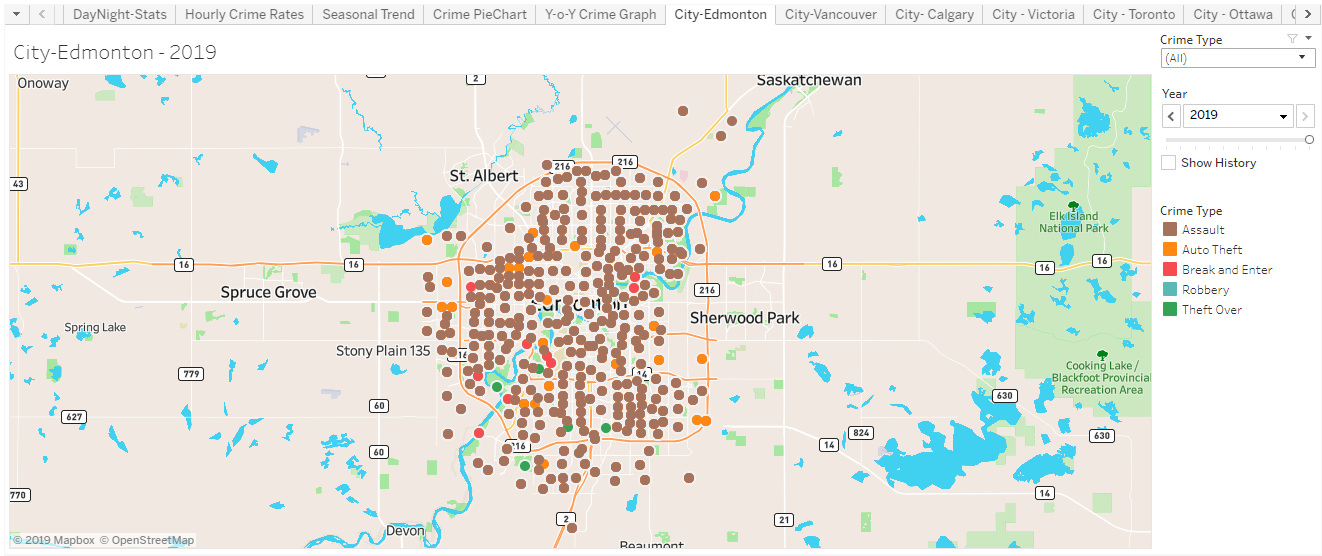 DayNight-Stats
Hourly Crime Rates
Seasonal Trend
Crime PieChart
Y-o-Y Crime Graph
City-Edmonton
City-Vancouver
City- Calgary
City - Victoria
City - Toronto
City - Ottawa
City-Edmonton - 2019
Crime Type
(All)
Year
2019
Show History
Crime Type
Assault
Auto Theft
Break and Enter
Robbery
Theft Over
Onoway
2
Saskatchewan
216
216
St. Albert
43
Elk Island
National Park
16
16
16
16
16
Spruce Grove
216
Sherwood Park
Spring Lake
Stony Plain 135
Cooking Lake /
Blackfoot Provincial
Recreation Area
779
14
60
630
627
824
630
60
216
14
770
14
2
21
Devon
Beaumont
© 2019 Mapbox © OpenStreetMap